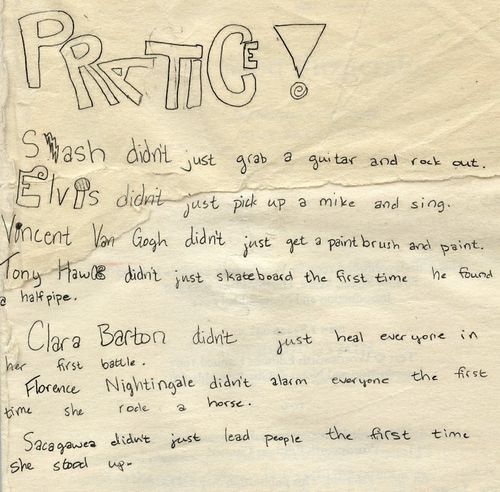 PRATICE!
Slash didn't just grab a guitar and rock out.
Elvis didn't just pick up a mike and sing.
Vincent Van Gogh didn't just get a paintbrush and paint.
Tony Hawk didn't just skateboard the first time he found
a halfpipe.
Clara Barton didn't just heal everyone in
her first battle.
Florence Nightingale didn't alarm everyone the first
time she rode a horse.
Sacagawea didn't just lead people the first time
she stood up.